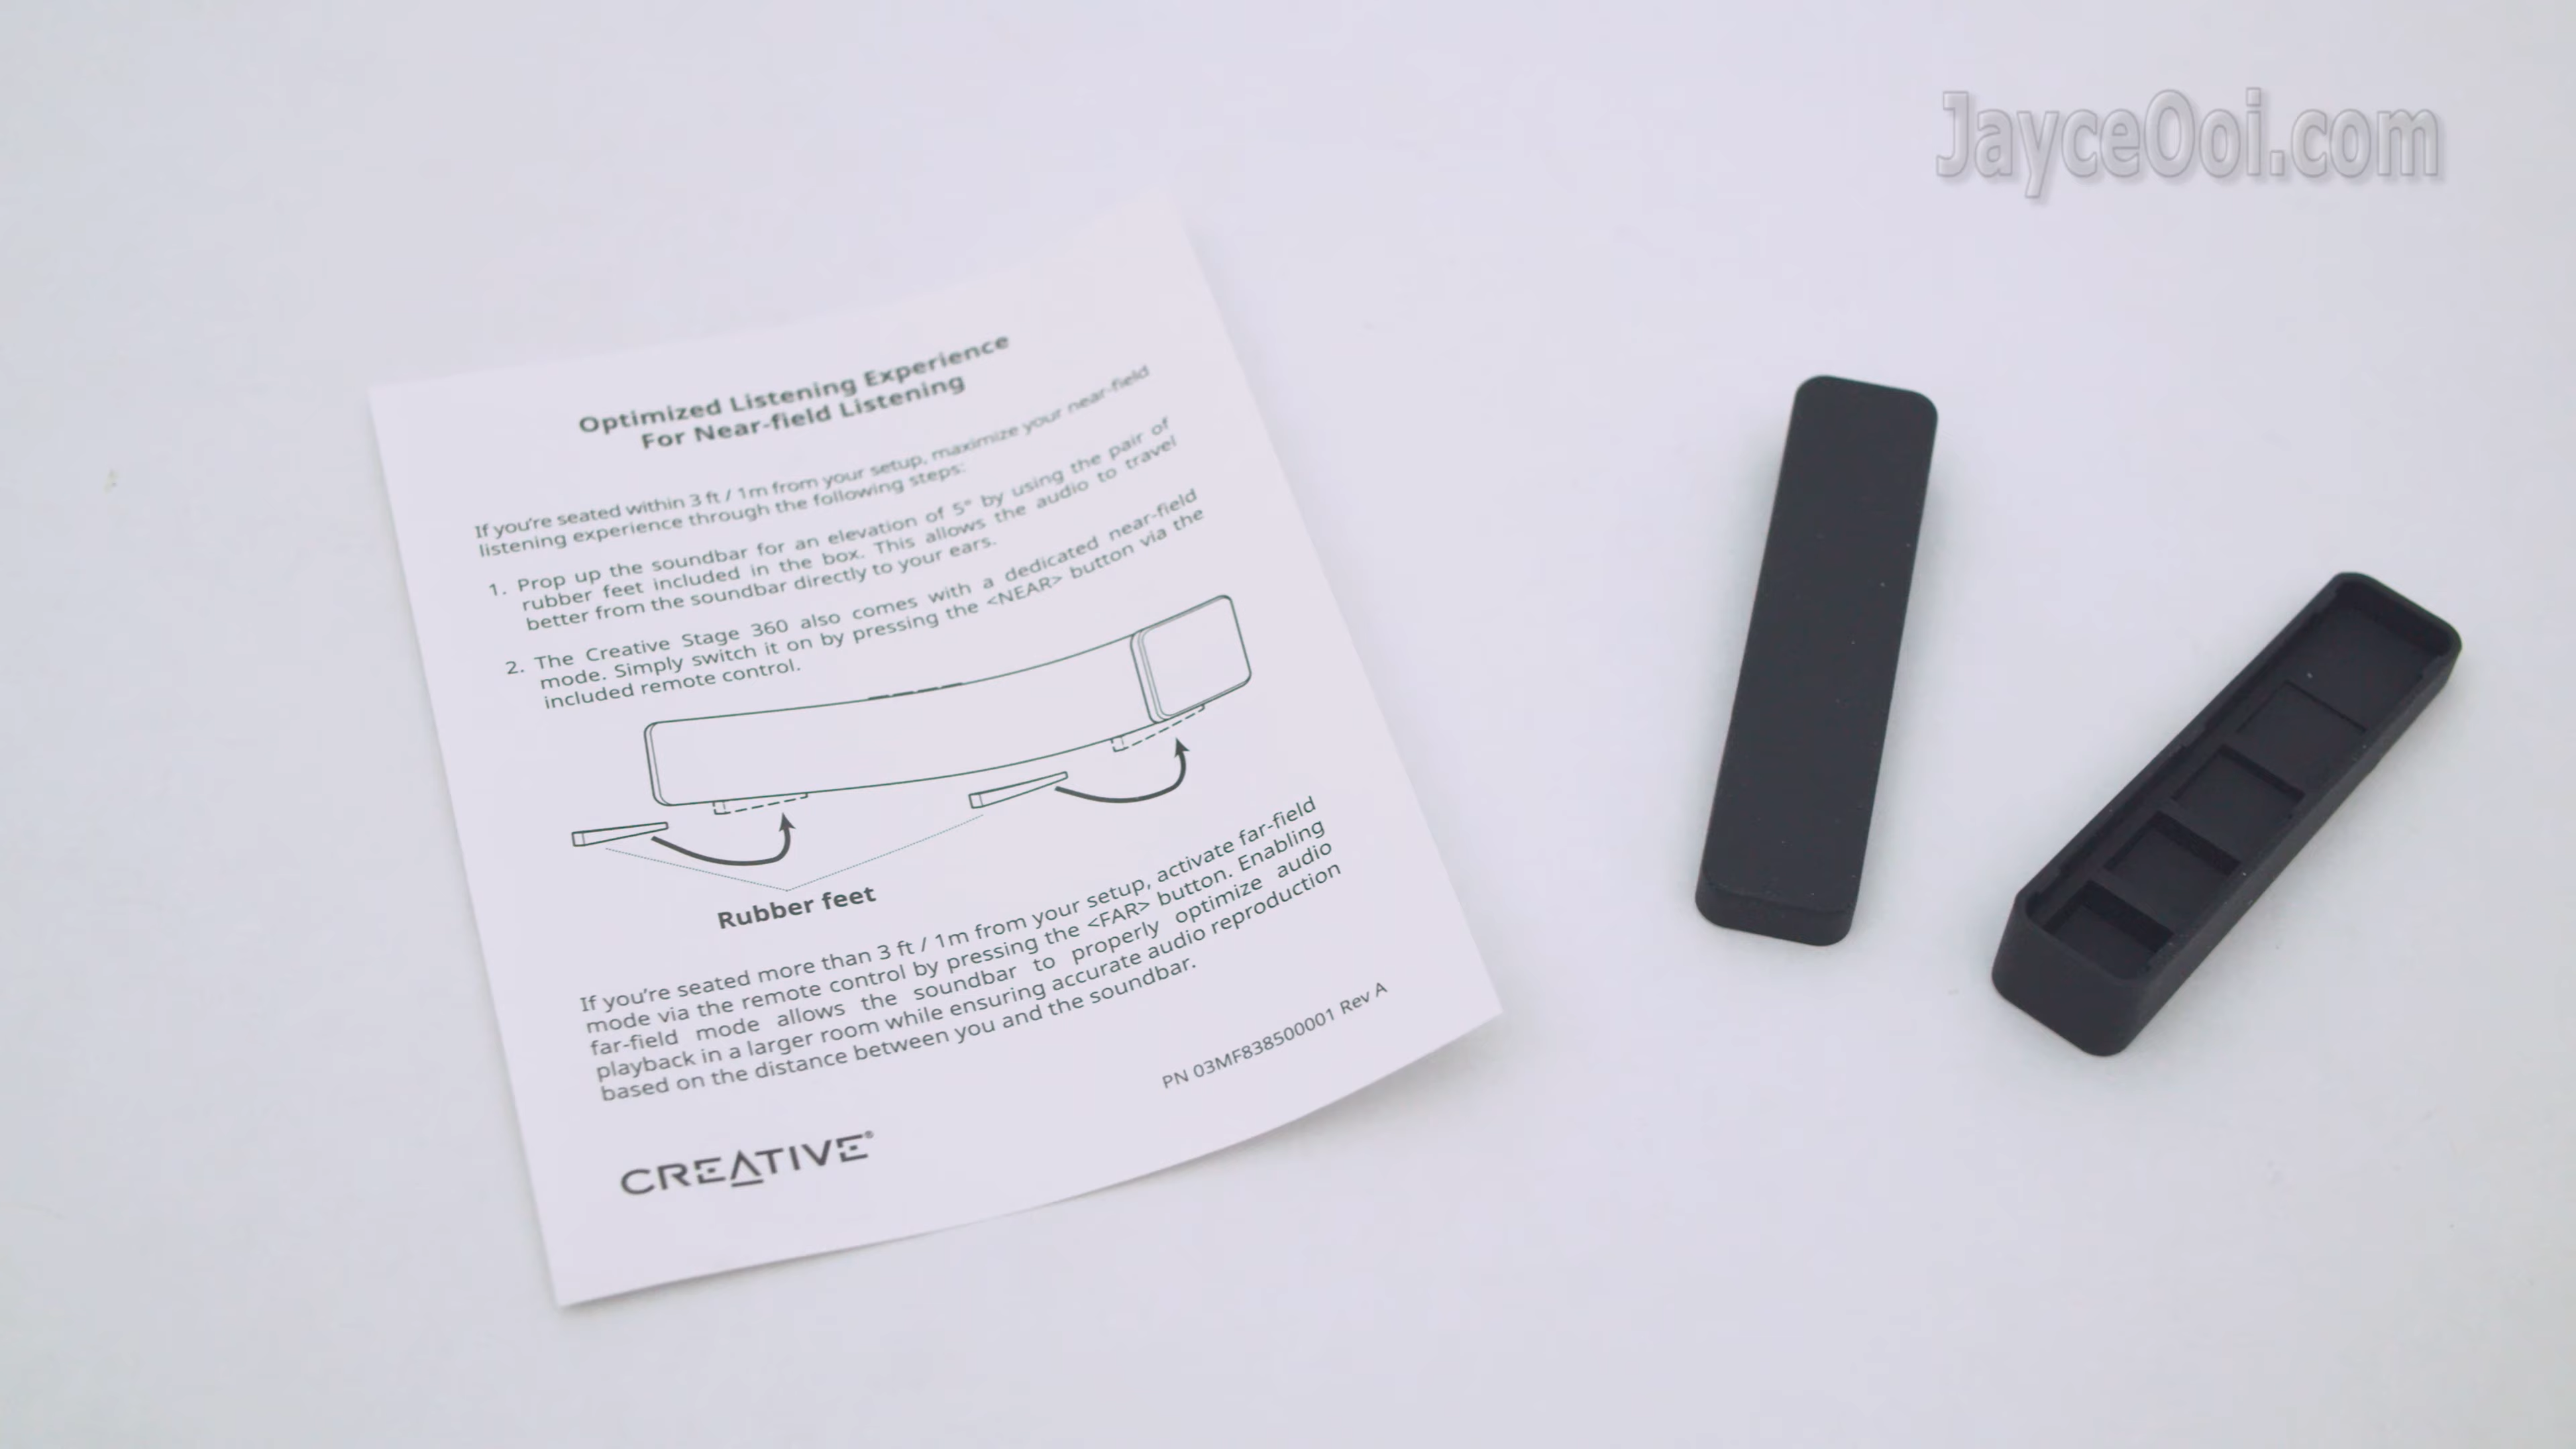 JayceOoi.com
Optimized Listening Experience
For Near-field Listening
If you're seated within 3 ft / 1m from your setup, maximize your near-field
listening experience through the following steps:
1. Prop up the soundbar for an elevation of 5° by using the pair of
rubber feet included in the box. This allows the audio to travel
better from the soundbar directly to your ears.
2. The Creative Stage 360 also comes with a dedicated near-field
mode. Simply switch it on by pressing the <NEAR> button via the
included remote control.
Rubber feet
If you're seated more than 3 ft / 1m from your setup, activate far-field
mode via the remote control by pressing the <FAR> button. Enabling
far-field mode allows the soundbar to properly optimize audio
playback in a larger room while ensuring accurate audio reproduction
based on the distance between you and the soundbar.
PN 03MF838500001 Rev A
CREATIVE®